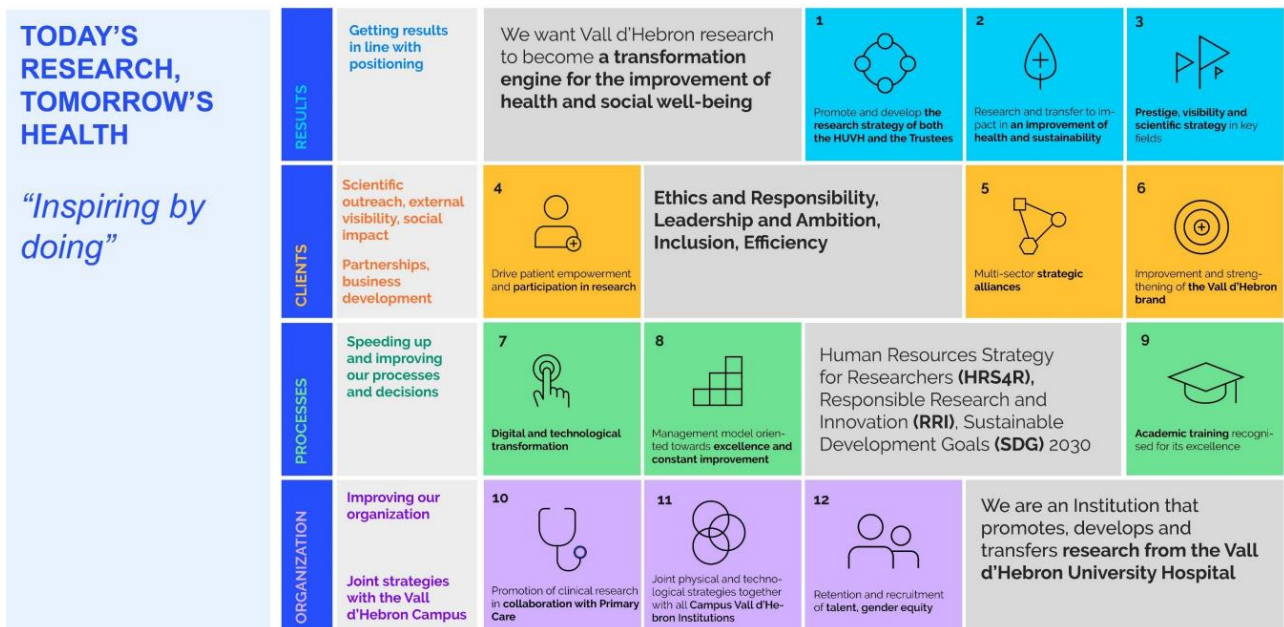 TODAY'S
RESEARCH,
TOMORROW'S
HEALTH
"Inspiring by
doing"
RESULTS
Getting results
in line with
positioning
We want Vall d'Hebron research
to become a transformation
engine for the improvement of
health and social well-being
1
Promote and develop the
research strategy of both
the HUVH and the Trustees
2
Research and transfer to im-
pact in an improvement of
health and sustainability
3
Prestige, visibility and
scientific strategy in key
fields
CLIENTS
Scientific
outreach, external
visibility, social
impact
Partnerships,
business
development
4
Drive patient empowerment
and participation in research
Ethics and Responsibility,
Leadership and Ambition,
Inclusion, Efficiency
5
Multi-sector strategic
alliances
6
Improvement and streng-
thening of the Vall d'Hebron
brand
PROCESSES
Speeding up
and improving
our processes
and decisions
7
Digital and technological
transformation
8
Management model orien-
ted towards excellence and
constant improvement
Human Resources Strategy
for Researchers (HRS4R),
Responsible Research and
Innovation (RRI), Sustainable
Development Goals (SDG) 2030
9
Academic training recogni-
sed for its excellence
ORGANIZATION
Improving our
organization
Joint strategies
with the Vall
d'Hebron Campus
10
Promotion of clinical research
in collaboration with Primary
Care
11
Joint physical and techno-
logical strategies together
with all Campus Vall d'He-
bron Institutions
12
Retention and recruitment
of talent, gender equity
We are an Institution that
promotes, develops and
transfers research from the Vall
d'Hebron University Hospital